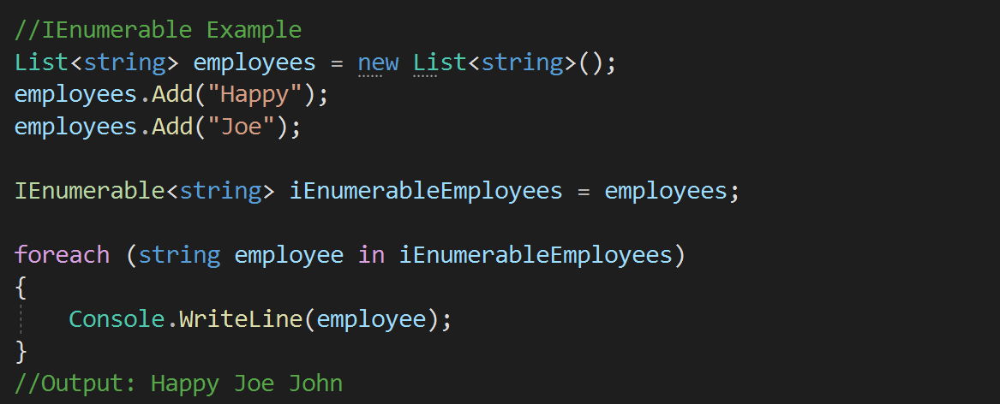 //IEnumerable Example
List<string> employees = new List<string>();
employees.Add("Happy");
employees.Add("Joe");
IEnumerable<string> iEnumerableEmployees = employees;
foreach (string employee in iEnumerableEmployees)
{
    Console.WriteLine(employee);
}
//Output: Happy Joe John